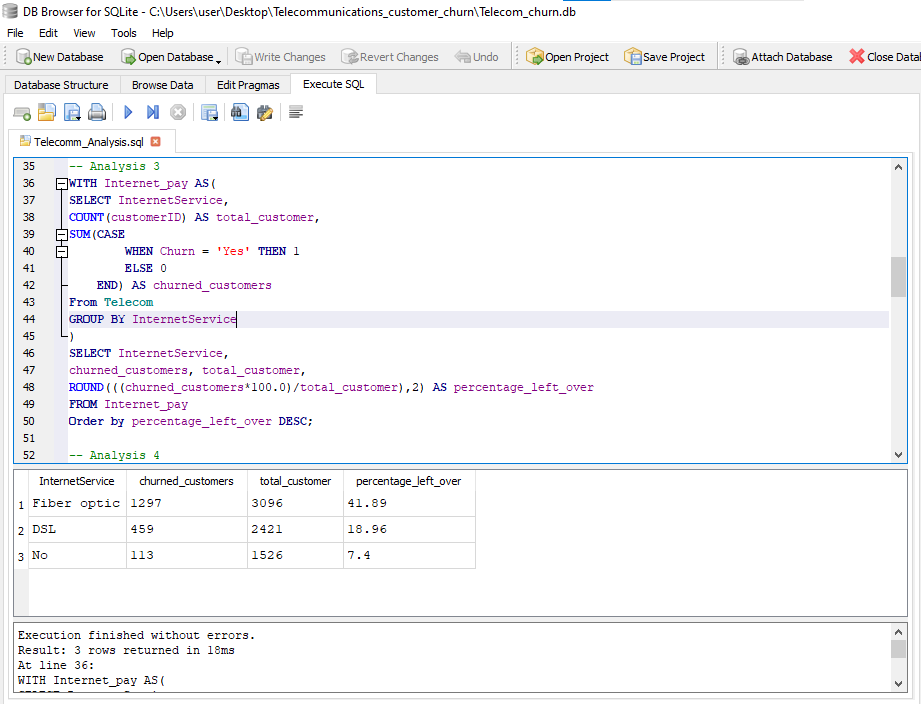 DB Browser for SQLite - C:\Users\user\Desktop\Telecommunications_customer_churn\Telecom_churn.db
File Edit View Tools Help
New Database Open Database Write Changes Revert Changes Undo Open Project Save Project Attach Database Close Data
Database Structure Browse Data Edit Pragmas Execute SQL
Telecomm_Analysis.sql
35 -- Analysis 3
36 WITH Internet_pay AS(
37 SELECT InternetService,
38 COUNT(customerID) AS total_customer,
39 SUM(CASE
40 WHEN Churn = 'Yes' THEN 1
41 ELSE 0
42 END) AS churned_customers
43 From Telecom
44 GROUP BY InternetService
45 )
46 SELECT InternetService,
47 churned_customers, total_customer,
48 ROUND(((churned_customers*100.0)/total_customer),2) AS percentage_left_over
49 FROM Internet_pay
50 Order by percentage_left_over DESC;
51
52 -- Analysis 4
InternetService churned_customers total_customer percentage_left_over
1 Fiber optic 1297 3096 41.89
2 DSL 459 2421 18.96
3 No 113 1526 7.4
Execution finished without errors.
Result: 3 rows returned in 18ms
At line 36:
WITH Internet_pay AS(